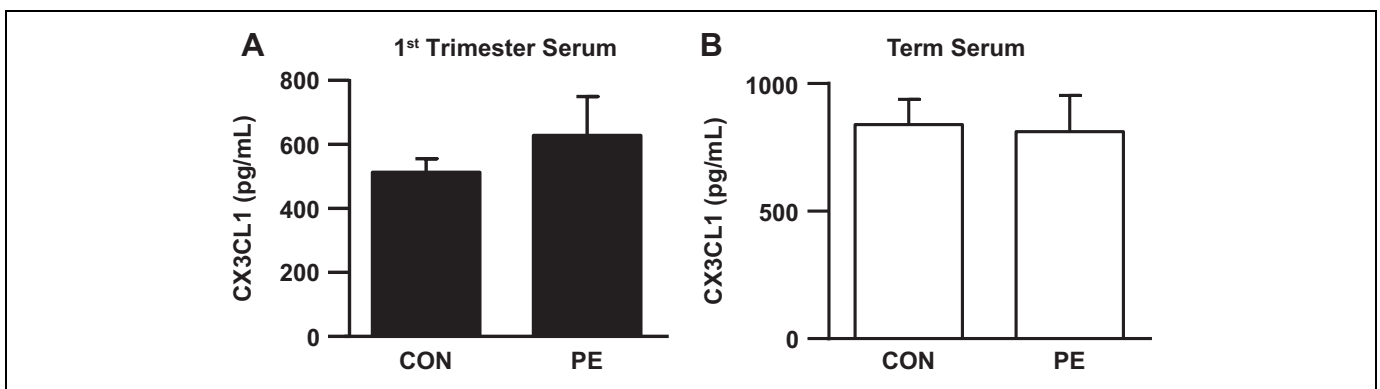 A 1st Trimester Serum
800
600
400
200
0
CX3CL1 (pg/mL)
CON PE
B Term Serum
1000
500
0
CX3CL1 (pg/mL)
CON PE